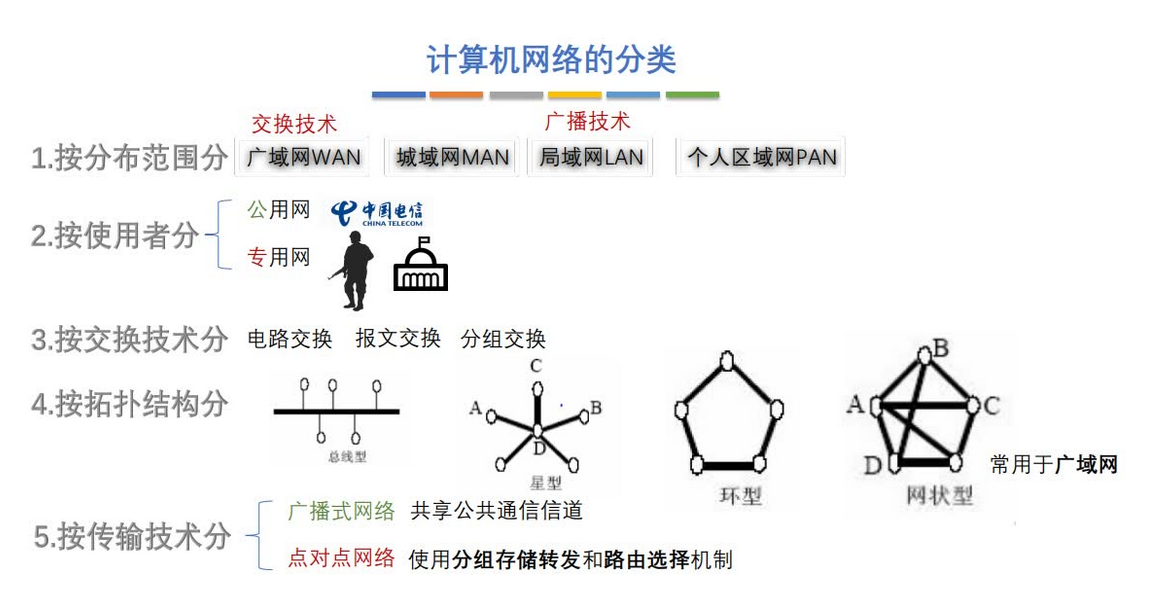 计算机网络的分类
交换技术 广播技术
1.按分布范围分 广域网WAN 城域网MAN 局域网LAN 个人区域网PAN
公用网 中国电信
CHINA TELECOM
2.按使用者分
专用网
3.按交换技术分 电路交换 报文交换 分组交换
4.按拓扑结构分
总线型
C
A B
D
星型
环型
B
A C
D
网状型
常用于广域网
广播式网络 共享公共通信信道
5.按传输技术分
点对点网络 使用分组存储转发和路由选择机制